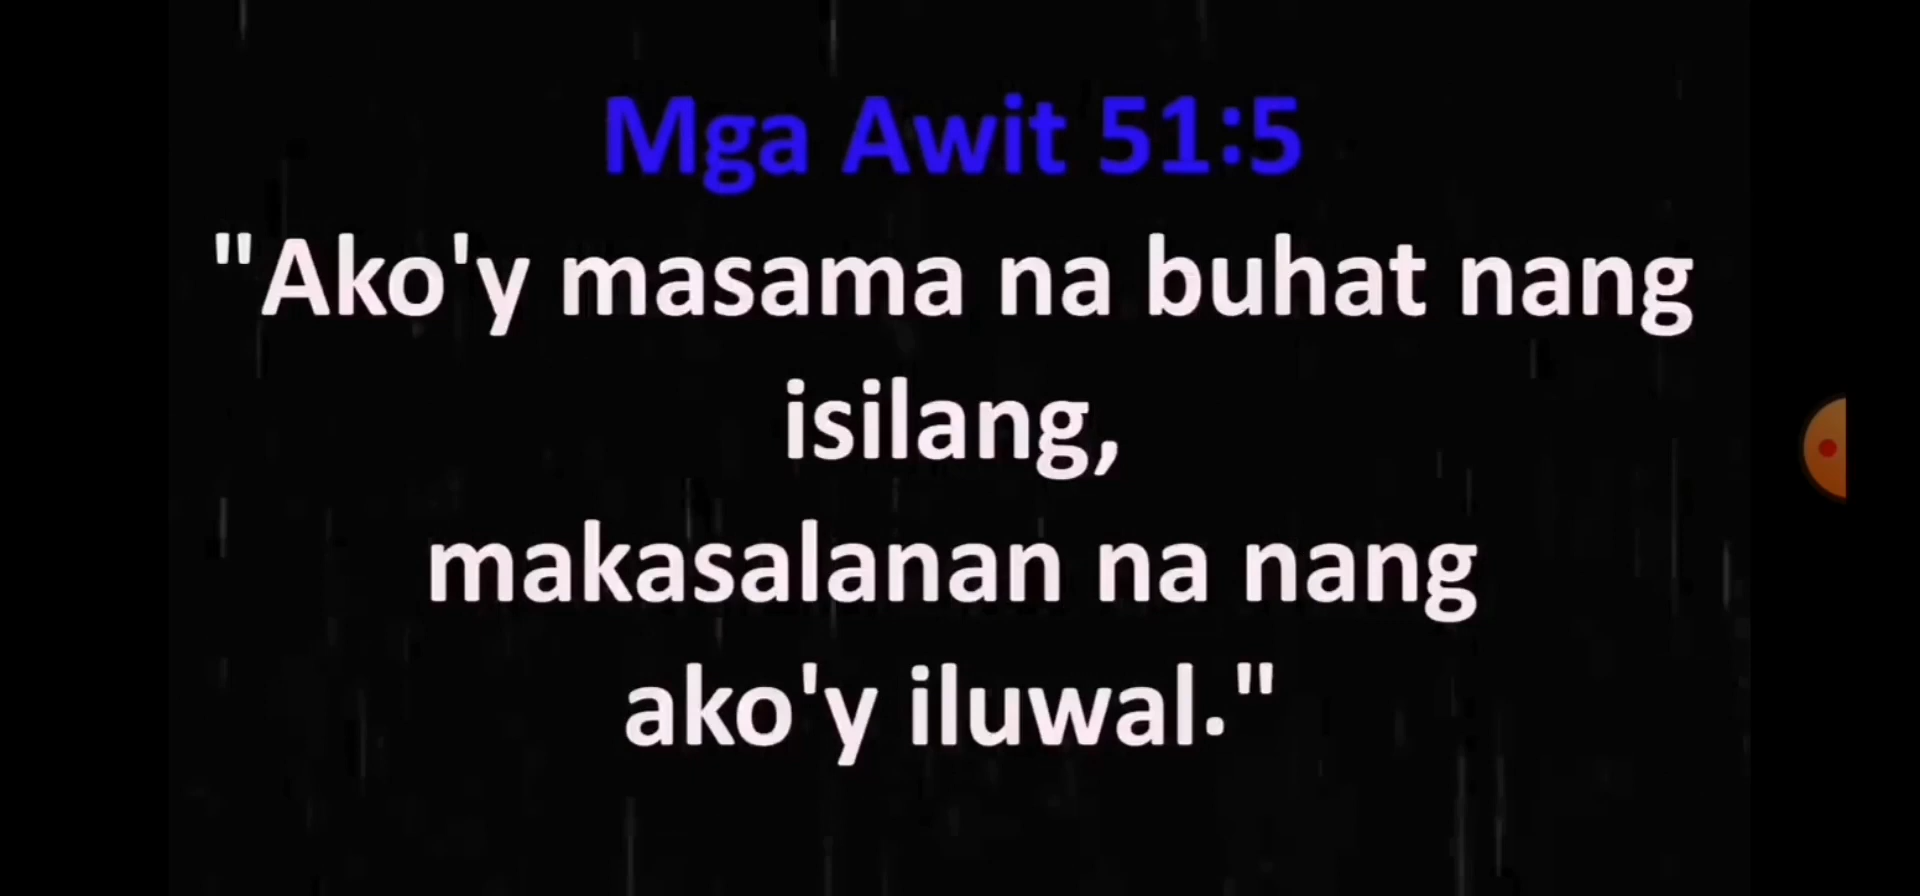 Mga Awit 51:5
"Ako'y masama na buhat nang
isilang,
makasalanan na nang
ako'y iluwal."